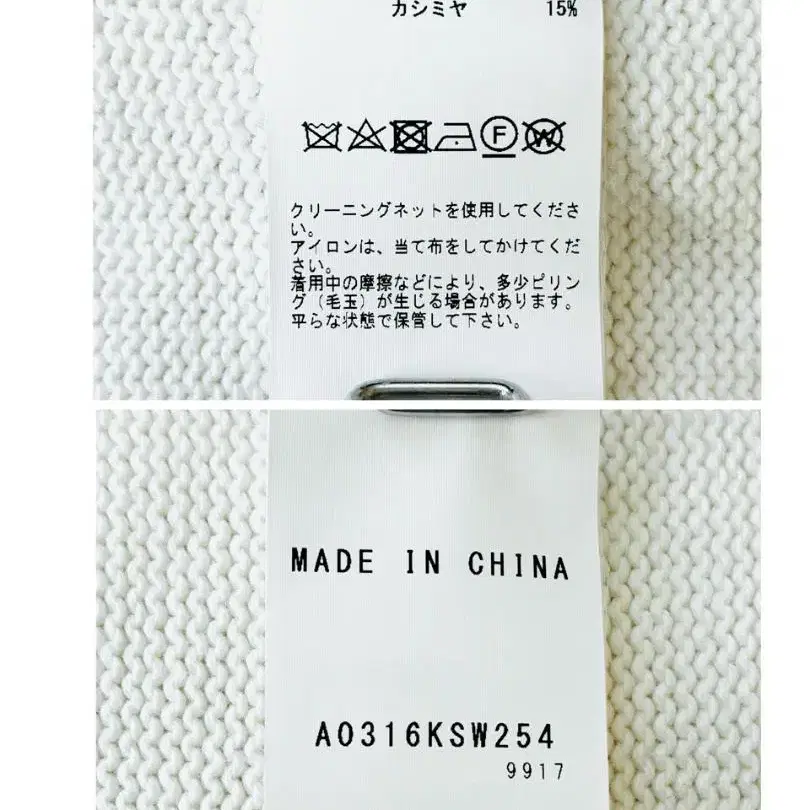 カシミヤ 15%
F
W
クリーニングネットを使用してくださ
い。
アイロンは、当て布をしてかけてくだ
さい。
着用中の摩擦などにより、多少ピリン
グ（毛玉）が生じる場合があります。
平らな状態で保管して下さい。
MADE IN CHINA
A0316KSW254
9917